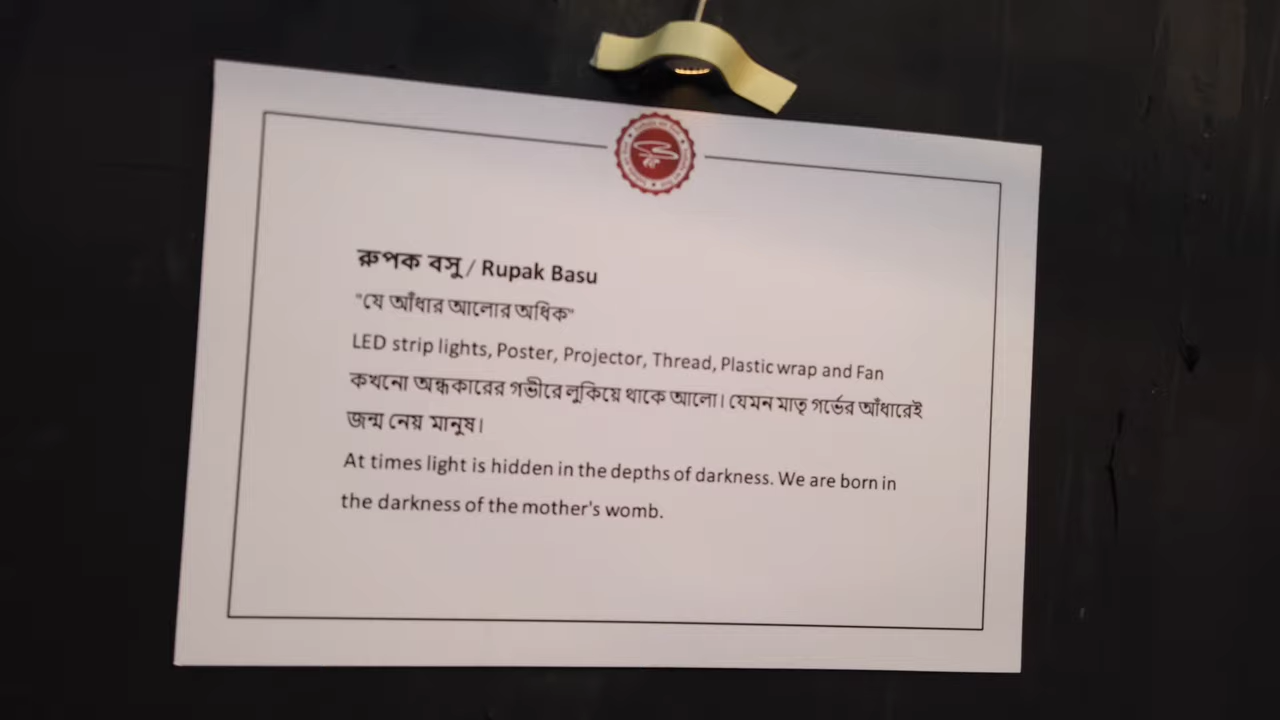 রুপক বসু / Rupak Basu
"যে আঁধার আলোর অধিক"
LED strip lights, Poster, Projector, Thread, Plastic wrap and Fan
কখনো অন্ধকারের গভীরে লুকিয়ে থাকে আলো। যেমন মাতৃ গর্ভের আঁধারেই
জন্ম নেয় মানুষ।
At times light is hidden in the depths of darkness. We are born in
the darkness of the mother's womb.